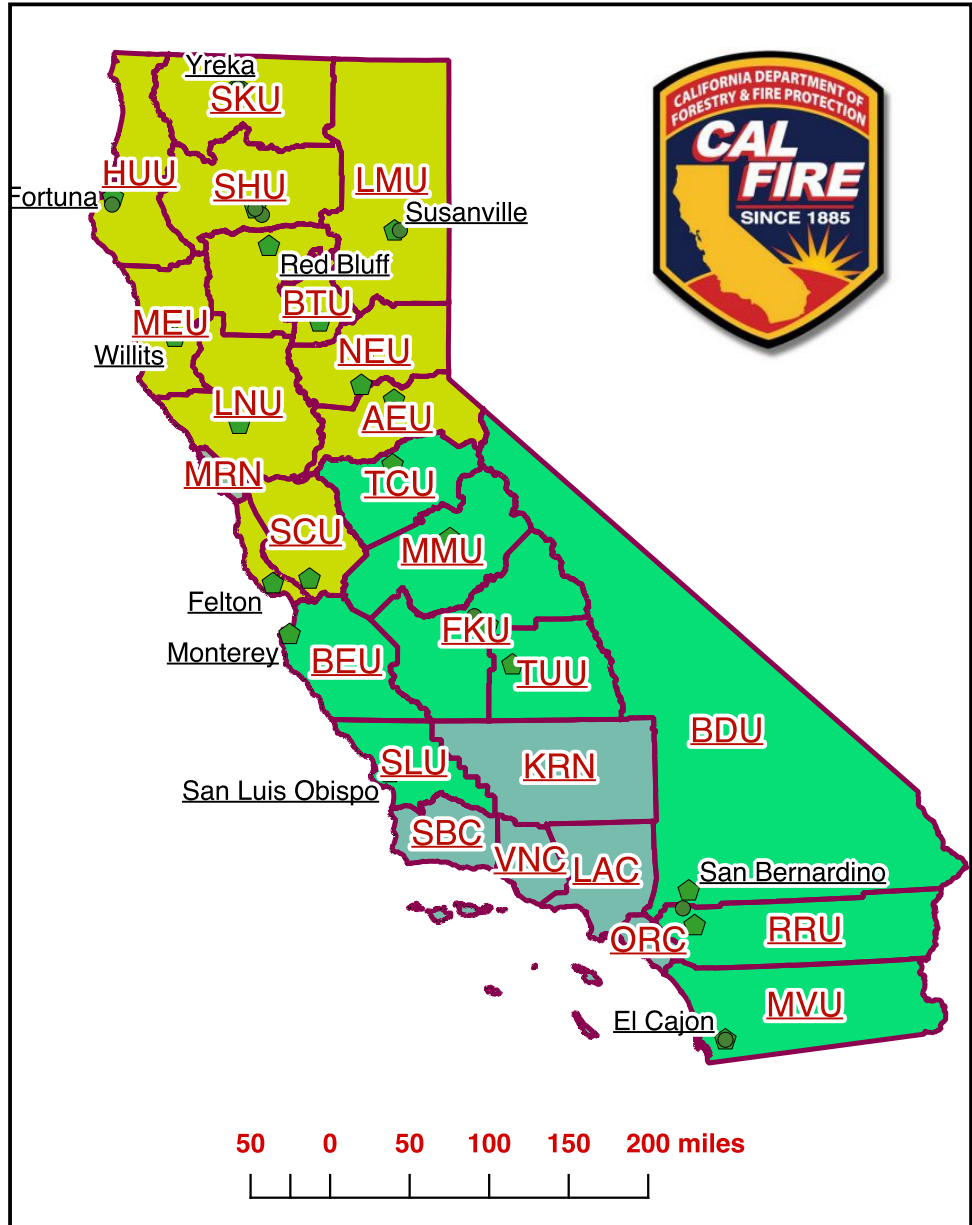 Yreka
SKU
CALIFORNIA DEPARTMENT OF
FORESTRY & FIRE PROTECTION
CAL
FIRE
SINCE 1885
HUU
SHU
LMU
Fortuna
Susanville
Red Bluff
BTU
MEU
NEU
Willits
LNU
AEU
MRN
TCU
SCU
MMU
Felton
FKU
Monterey
BEU
TUU
BDU
SLU
KRN
San Luis Obispo
SBC
VNC
LAC
San Bernardino
ORC
RRU
MVU
El Cajon
50 0 50 100 150 200 miles